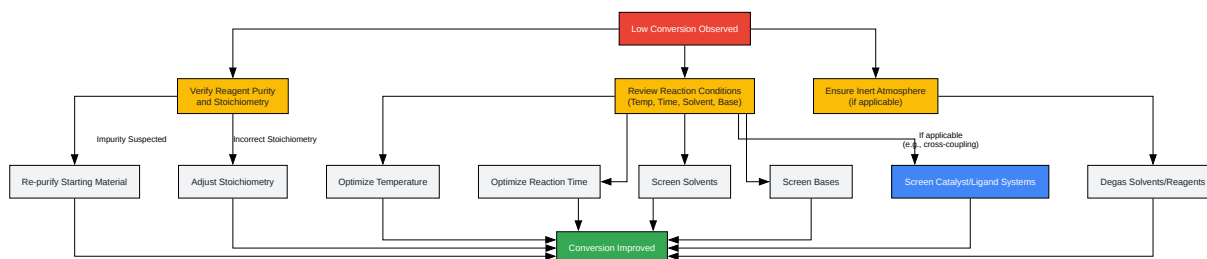 Low Conversion Observed
Verify Reagent Purity
and Stoichiometry
Review Reaction Conditions
(Temp, Time, Solvent, Base)
Ensure Inert Atmosphere
(if applicable)
Impurity Suspected
Incorrect Stoichiometry
If applicable
(e.g., cross-coupling)
Re-purify Starting Material
Adjust Stoichiometry
Optimize Temperature
Optimize Reaction Time
Screen Solvents
Screen Bases
Screen Catalyst/Ligand Systems
Degas Solvents/Reagents
Conversion Improved